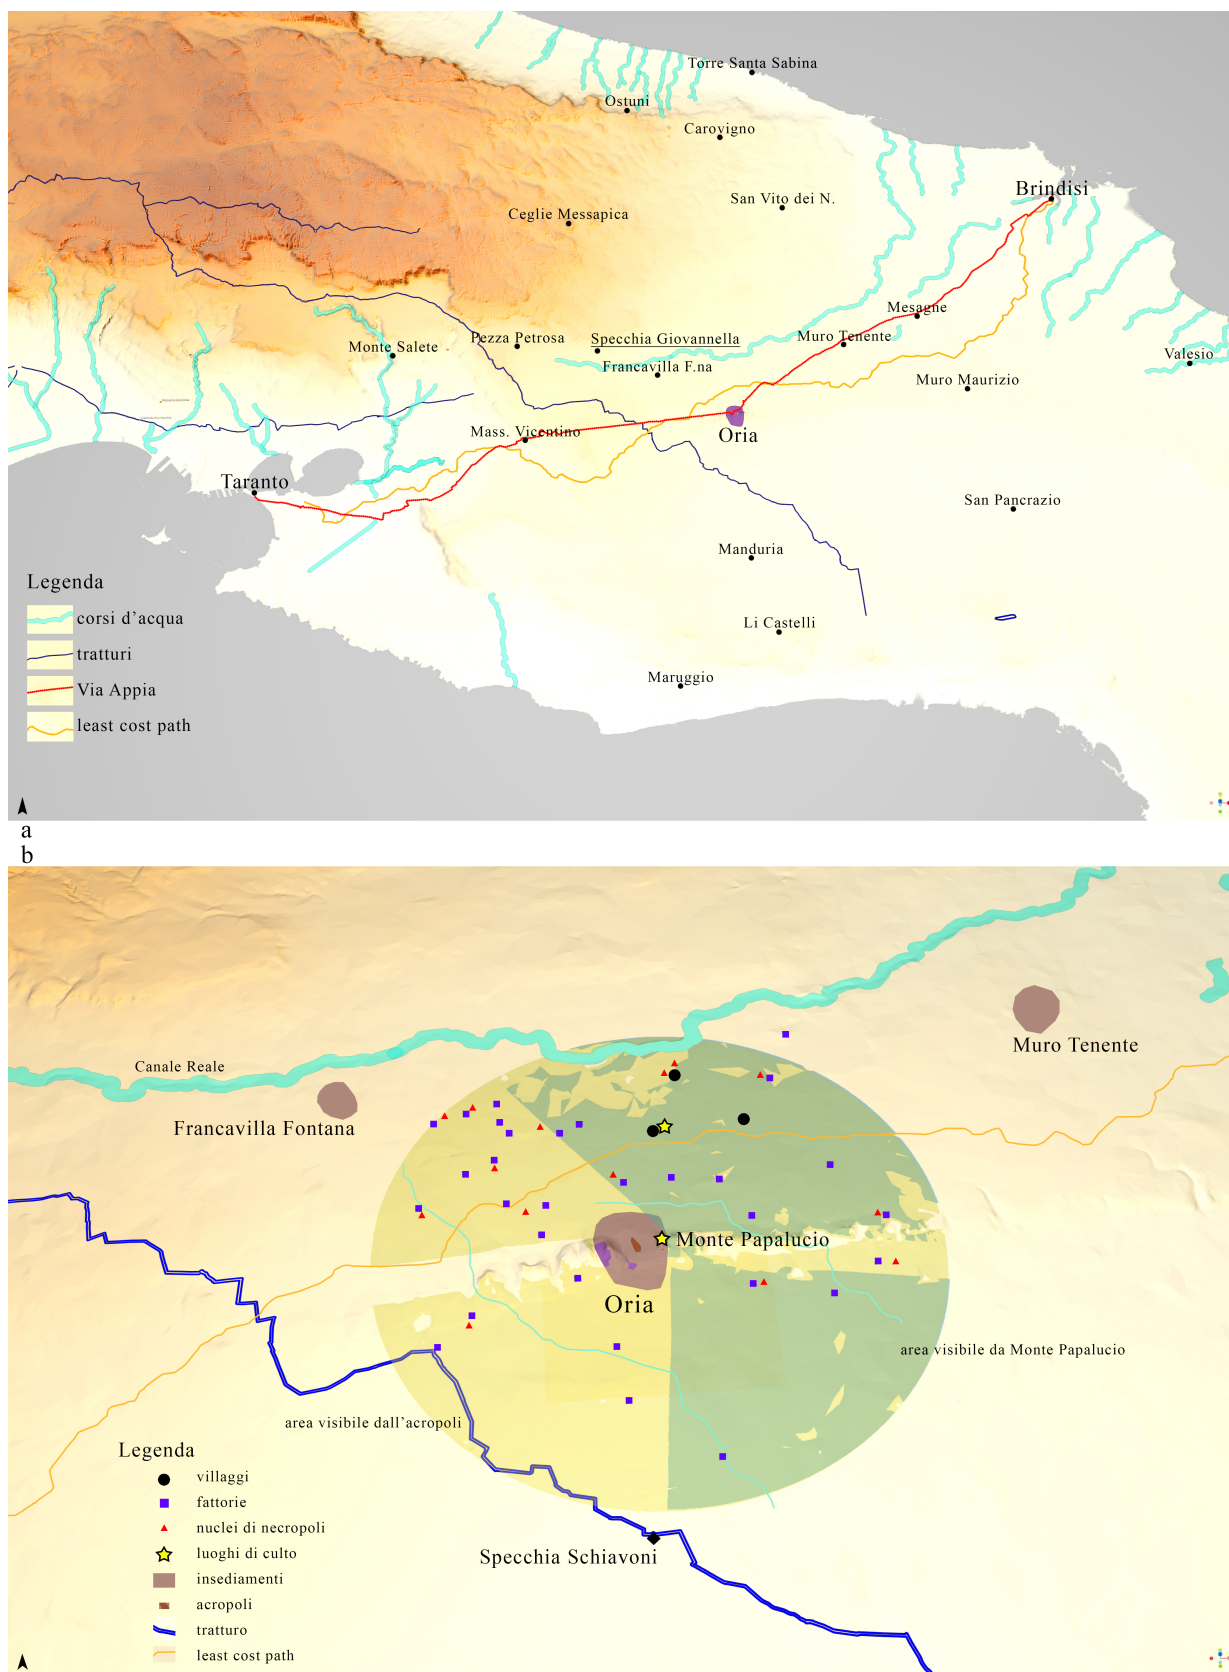 Torre Santa Sabina
Ostuni
Carovigno
Brindisi
San Vito dei N.
Ceglie Messapica
Mesagne
Pezza Petrosa
Specchia Giovannella
Muro Tenente
Monte Salete
Valesio
Francavilla F.na
Muro Maurizio
Mass. Vicentino
Oria
Taranto
San Pancrazio
Manduria
Li Castelli
Maruggio
Legenda
corsi d'acqua
tratturi
Via Appia
least cost path
a
b
Muro Tenente
Canale Reale
Francavilla Fontana
Monte Papalucio
Oria
area visibile da Monte Papalucio
area visibile dall'acropoli
Specchia Schiavoni
Legenda
villaggi
fattorie
nuclei di necropoli
luoghi di culto
insediamenti
acropoli
tratturo
least cost path